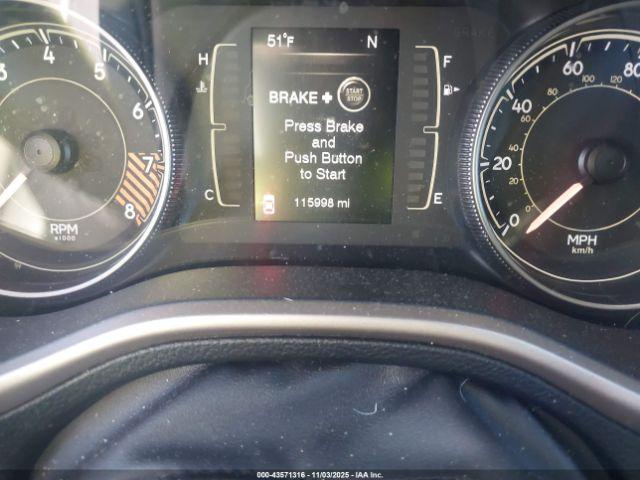 51°F N
BRAKE
H F
BRAKE + START STOP
Press Brake
and
Push Button
to Start
C E
115998 mi
3 4 5 6 7 8
RPM
x1000
0 20 40 60 80
0 20 40 60 80 100 120
MPH
km/h
000-43571316 - 11/03/2025 - IAA Inc.